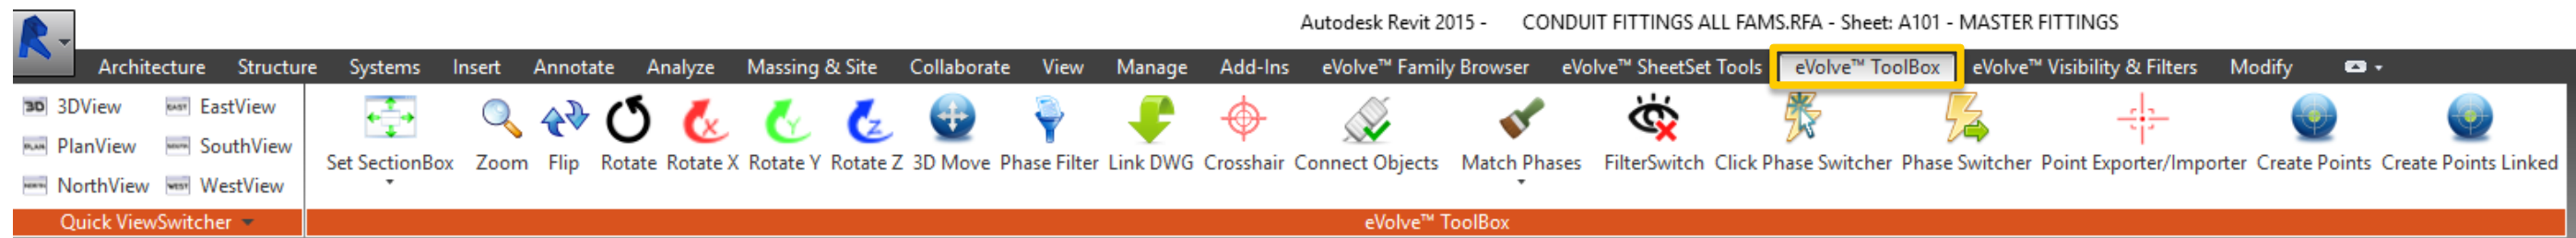 Autodesk Revit 2015 - CONDUIT FITTINGS ALL FAMS.RFA - Sheet: A101 - MASTER FITTINGS
Architecture Structure Systems Insert Annotate Analyze Massing & Site Collaborate View Manage Add-Ins eVolve™ Family Browser eVolve™ SheetSet Tools eVolve™ ToolBox eVolve™ Visibility & Filters Modify
3D 3DView EAST EastView
PLAN PlanView SouthView
NORTH NorthView WEST WestView
Set SectionBox Zoom Flip Rotate Rotate X Rotate Y Rotate Z 3D Move Phase Filter Link DWG Crosshair Connect Objects Match Phases FilterSwitch Click Phase Switcher Phase Switcher Point Exporter/Importer Create Points Create Points Linked
Quick ViewSwitcher eVolve™ ToolBox